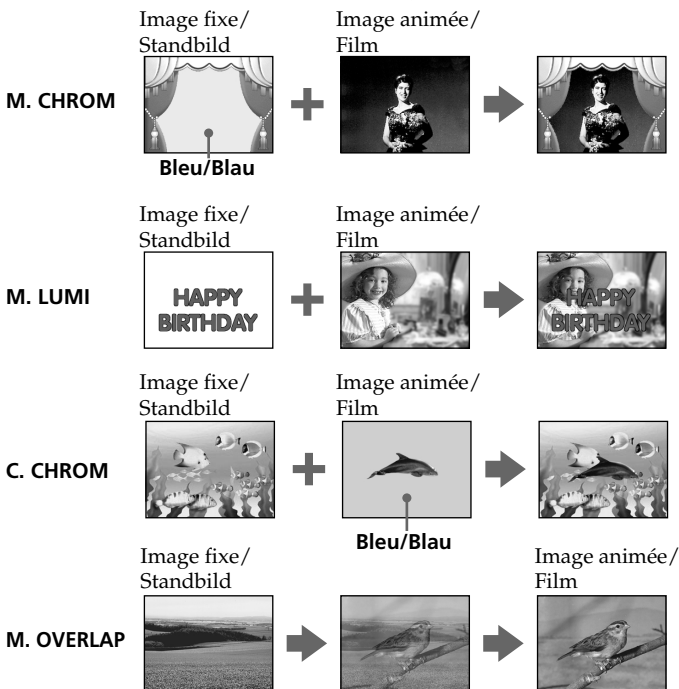 Image fixe/
Standbild
Image animée/
Film
M. CHROM
Bleu/Blau
Image fixe/
Standbild
Image animée/
Film
M. LUMI
HAPPY
BIRTHDAY
HAPPY
BIRTHDAY
Image fixe/
Standbild
Image animée/
Film
C. CHROM
Bleu/Blau
Image fixe/
Standbild
Image animée/
Film
M. OVERLAP